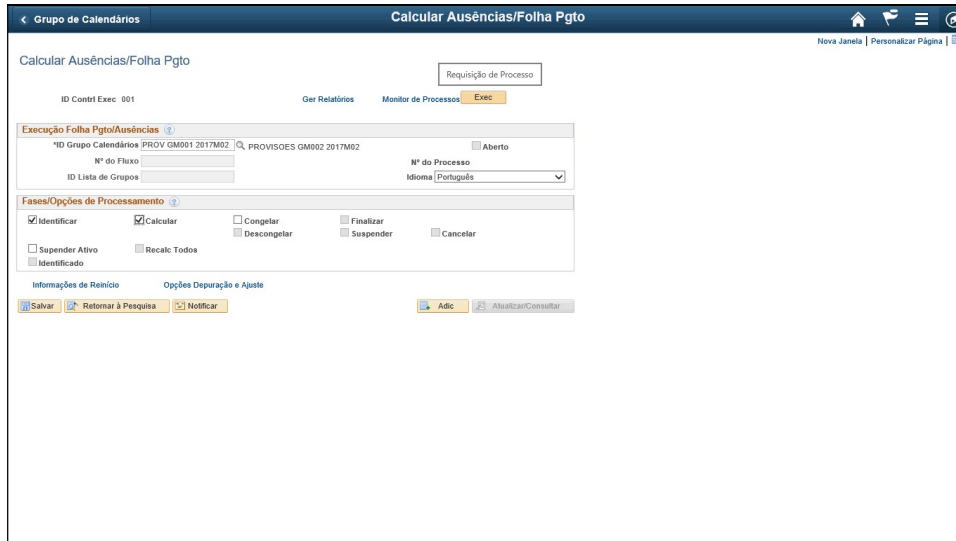 Grupo de Calendários
Calcular Ausências/Folha Pgto
Nova Janela | Personalizar Página |
Calcular Ausências/Folha Pgto
Requisição de Processo
ID Contrl Exec 001 Ger Relatórios Monitor de Processos Exec
Execução Folha Pgto/Ausências
*ID Grupo Calendários PROV GM001 2017M02 PROVISOES GM002 2017M02 Aberto
Nº do Fluxo Nº do Processo
ID Lista de Grupos Idioma Português
Fases/Opções de Processamento
Identificar Calcular Congelar Finalizar
Descongelar Suspender Cancelar
Supender Ativo Recalc Todos
Identificado
Informações de Reinício Opções Depuração e Ajuste
Salvar Retornar à Pesquisa Notificar Adic Atualizar/Consultar